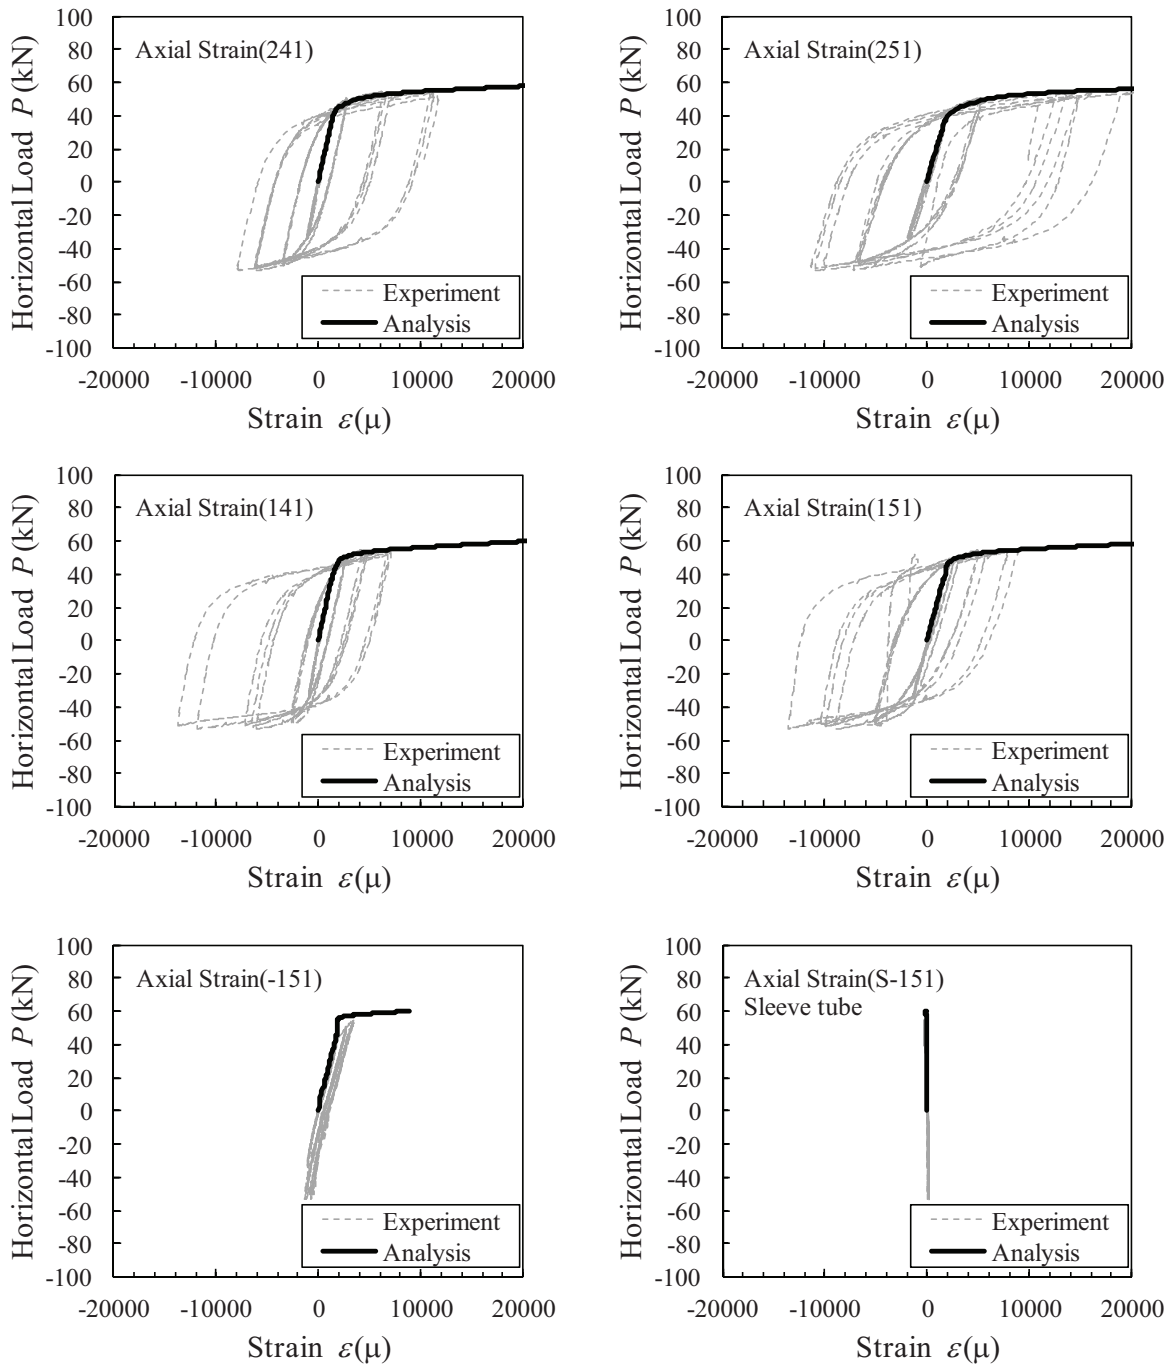 Axial Strain(241)
Horizontal Load P (kN)
100
80
60
40
20
0
-20
-40
-60
-80
-100
Experiment
Analysis
-20000 -10000 0 10000 20000
Strain ε(μ)
Axial Strain(251)
Horizontal Load P (kN)
100
80
60
40
20
0
-20
-40
-60
-80
-100
Experiment
Analysis
-20000 -10000 0 10000 20000
Strain ε(μ)
Axial Strain(141)
Horizontal Load P (kN)
100
80
60
40
20
0
-20
-40
-60
-80
-100
Experiment
Analysis
-20000 -10000 0 10000 20000
Strain ε(μ)
Axial Strain(151)
Horizontal Load P (kN)
100
80
60
40
20
0
-20
-40
-60
-80
-100
Experiment
Analysis
-20000 -10000 0 10000 20000
Strain ε(μ)
Axial Strain(-151)
Horizontal Load P (kN)
100
80
60
40
20
0
-20
-40
-60
-80
-100
Experiment
Analysis
-20000 -10000 0 10000 20000
Strain ε(μ)
Axial Strain(S-151)
Sleeve tube
Horizontal Load P (kN)
100
80
60
40
20
0
-20
-40
-60
-80
-100
Experiment
Analysis
-20000 -10000 0 10000 20000
Strain ε(μ)